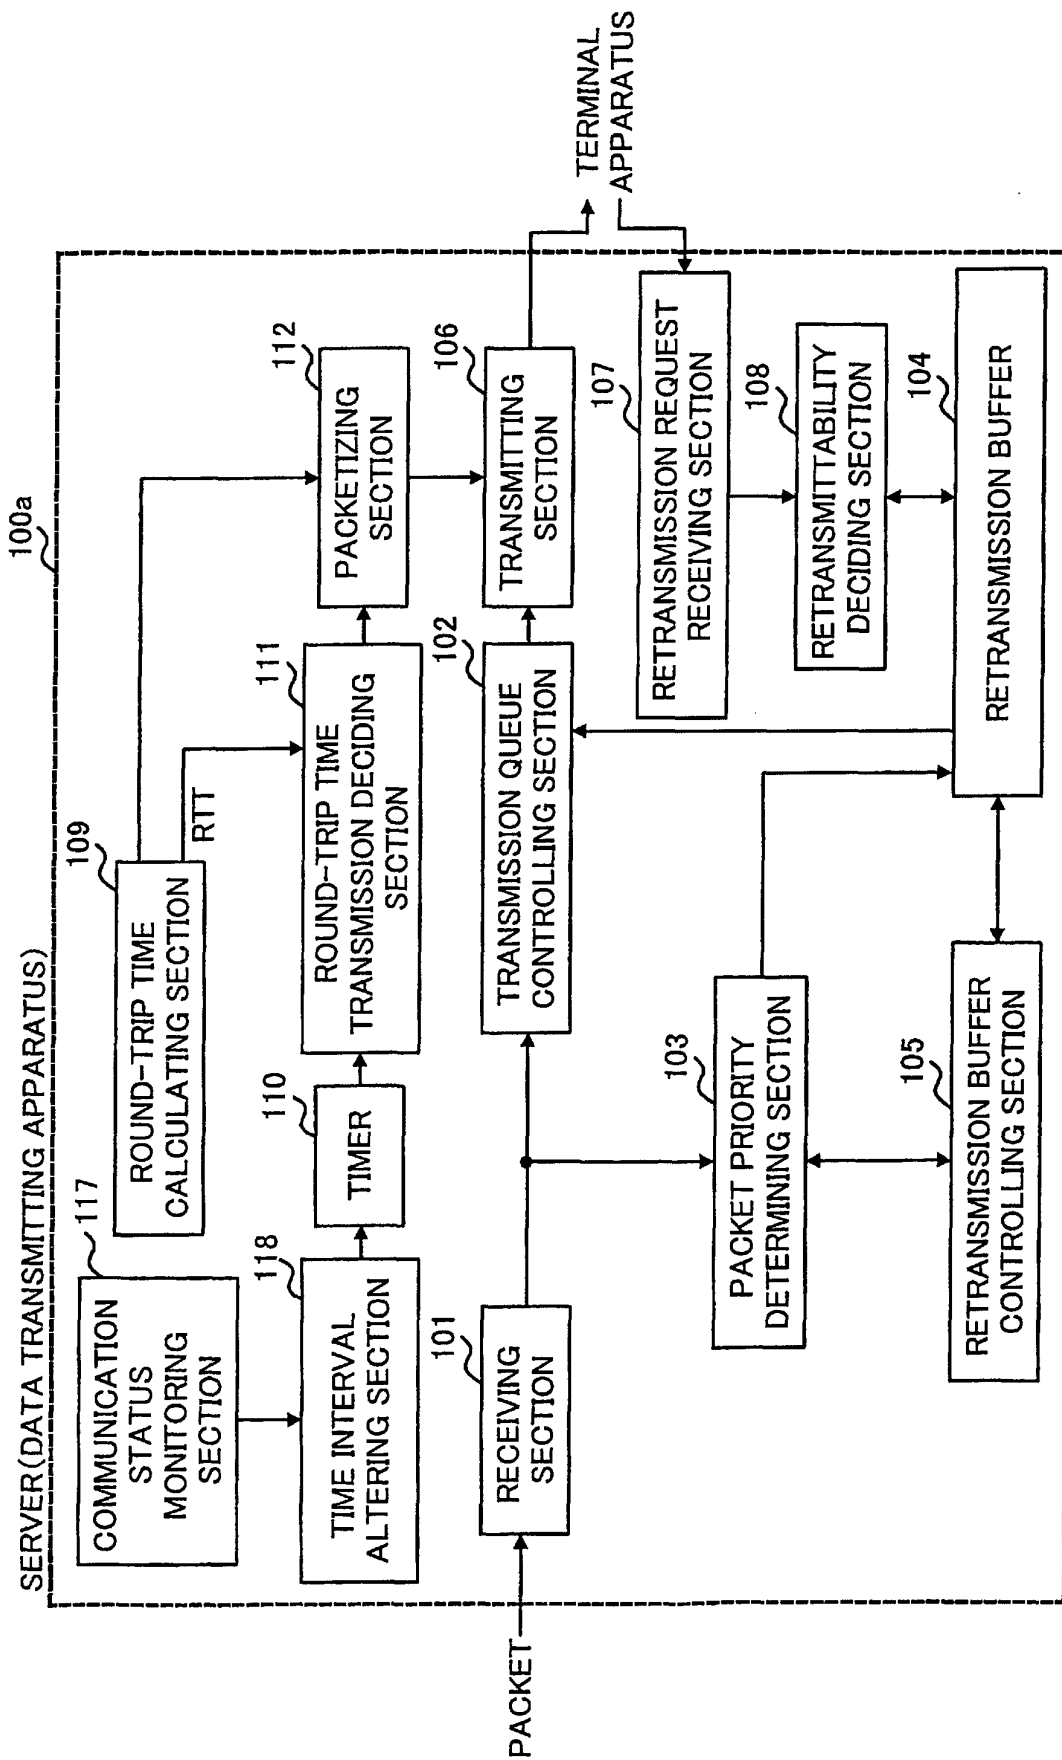 SERVER(DATA TRANSMITTING APPARATUS)
100a
117
COMMUNICATION
STATUS
MONITORING
SECTION
109
ROUND-TRIP TIME
CALCULATING SECTION
RTT
118
TIME INTERVAL
ALTERING SECTION
110
TIMER
111
ROUND-TRIP TIME
TRANSMISSION DECIDING
SECTION
112
PACKETIZING
SECTION
PACKET
101
RECEIVING
SECTION
102
TRANSMISSION QUEUE
CONTROLLING SECTION
106
TRANSMITTING
SECTION
TERMINAL
APPARATUS
103
PACKET PRIORITY
DETERMINING SECTION
107
RETRANSMISSION REQUEST
RECEIVING SECTION
108
RETRANSMITTABILITY
DECIDING SECTION
105
RETRANSMISSION BUFFER
CONTROLLING SECTION
104
RETRANSMISSION BUFFER